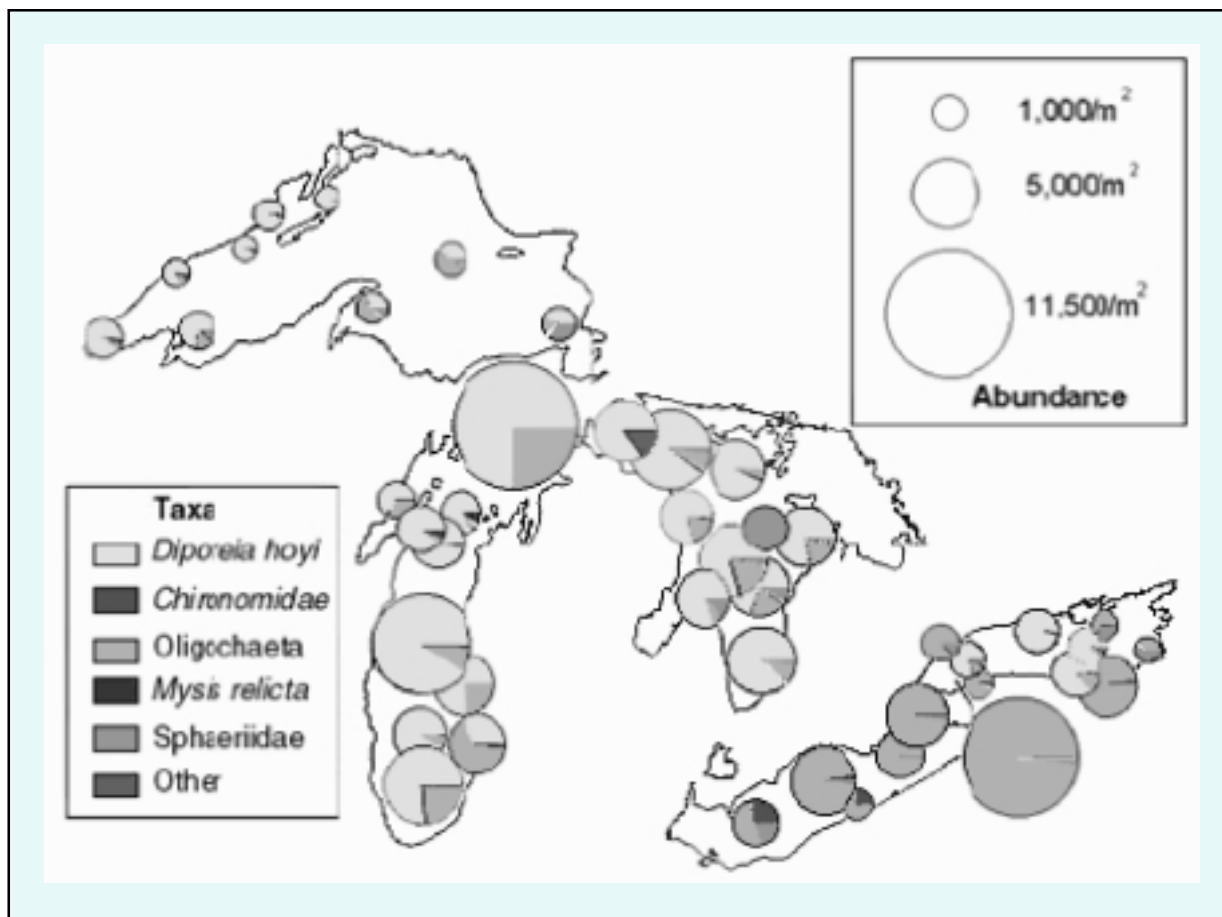 1,000/m²
5,000/m²
11,500/m²
Abundance
Taxa
Diporeia hoyi
Chironomidae
Oligochaeta
Mysis relicta
Sphaeriidae
Other